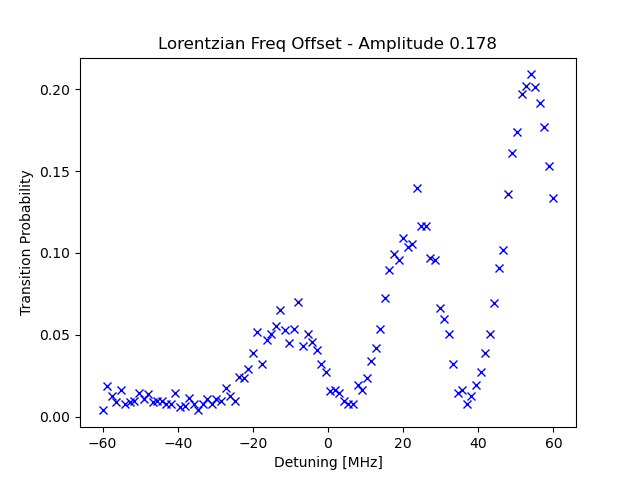 Lorentzian Freq Offset - Amplitude 0.178
0.20
0.15
0.10
0.05
0.00
Transition Probability
−60 −40 −20 0 20 40 60
Detuning [MHz]